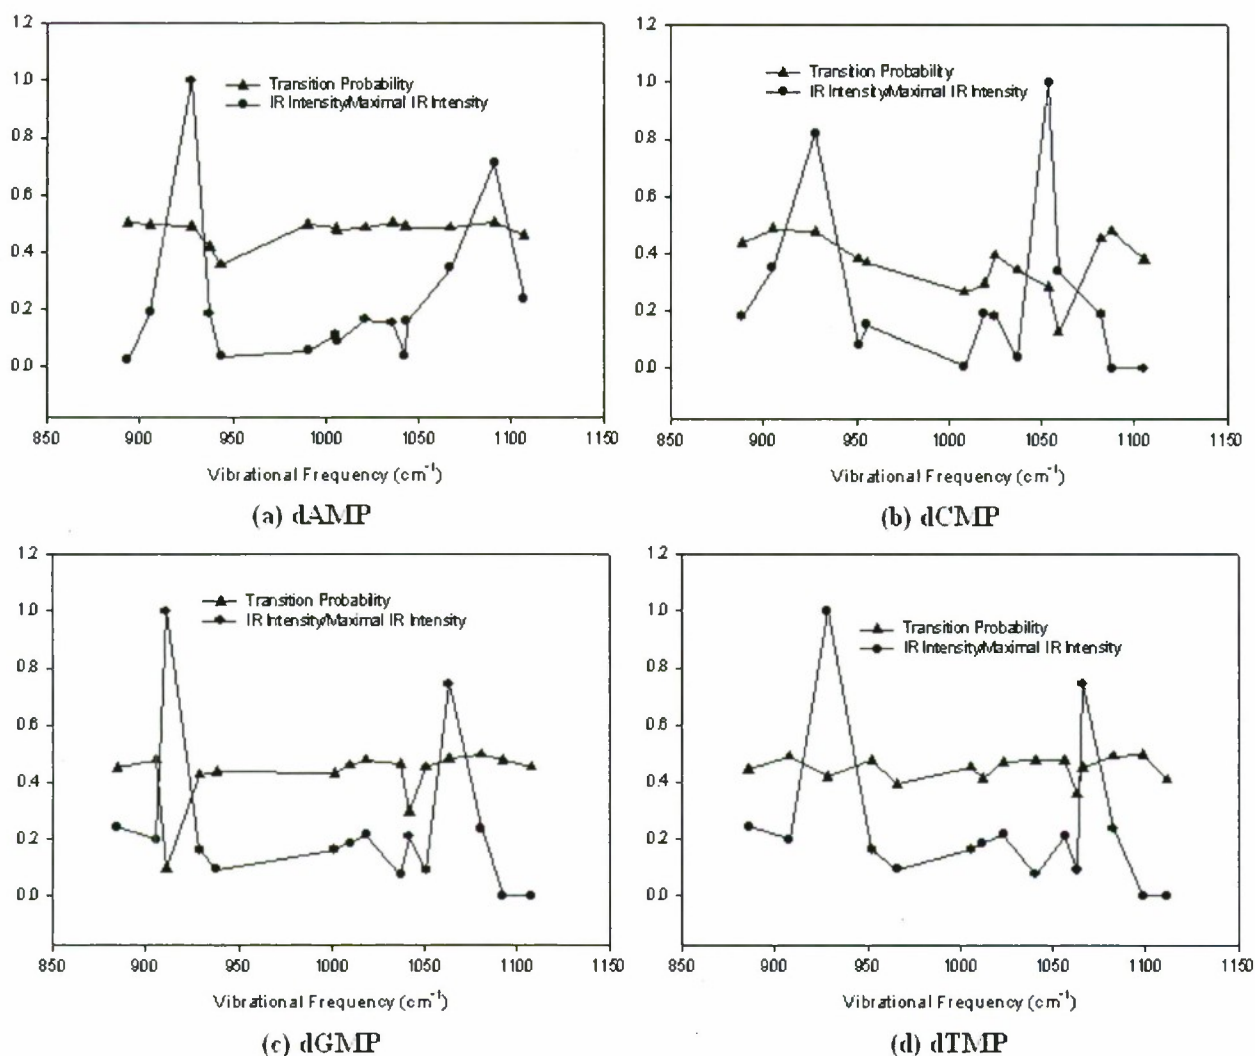 1.2
1.0
0.8
0.6
0.4
0.2
0.0
Transition Probability
IR Intensity/Maximal IR Intensity
850 900 950 1000 1050 1100 1150
Vibrational Frequency (cm⁻¹)
(a) dAMP
1.2
1.0
0.8
0.6
0.4
0.2
0.0
Transition Probability
IR Intensity/Maximal IR Intensity
850 900 950 1000 1050 1100 1150
Vibrational Frequency (cm⁻¹)
(b) dCMP
1.2
1.0
0.8
0.6
0.4
0.2
0.0
Transition Probability
IR Intensity/Maximal IR Intensity
850 900 950 1000 1050 1100 1150
Vibrational Frequency (cm⁻¹)
(c) dGMP
1.2
1.0
0.8
0.6
0.4
0.2
0.0
Transition Probability
IR Intensity/Maximal IR Intensity
850 900 950 1000 1050 1100 1150
Vibrational Frequency (cm⁻¹)
(d) dTMP